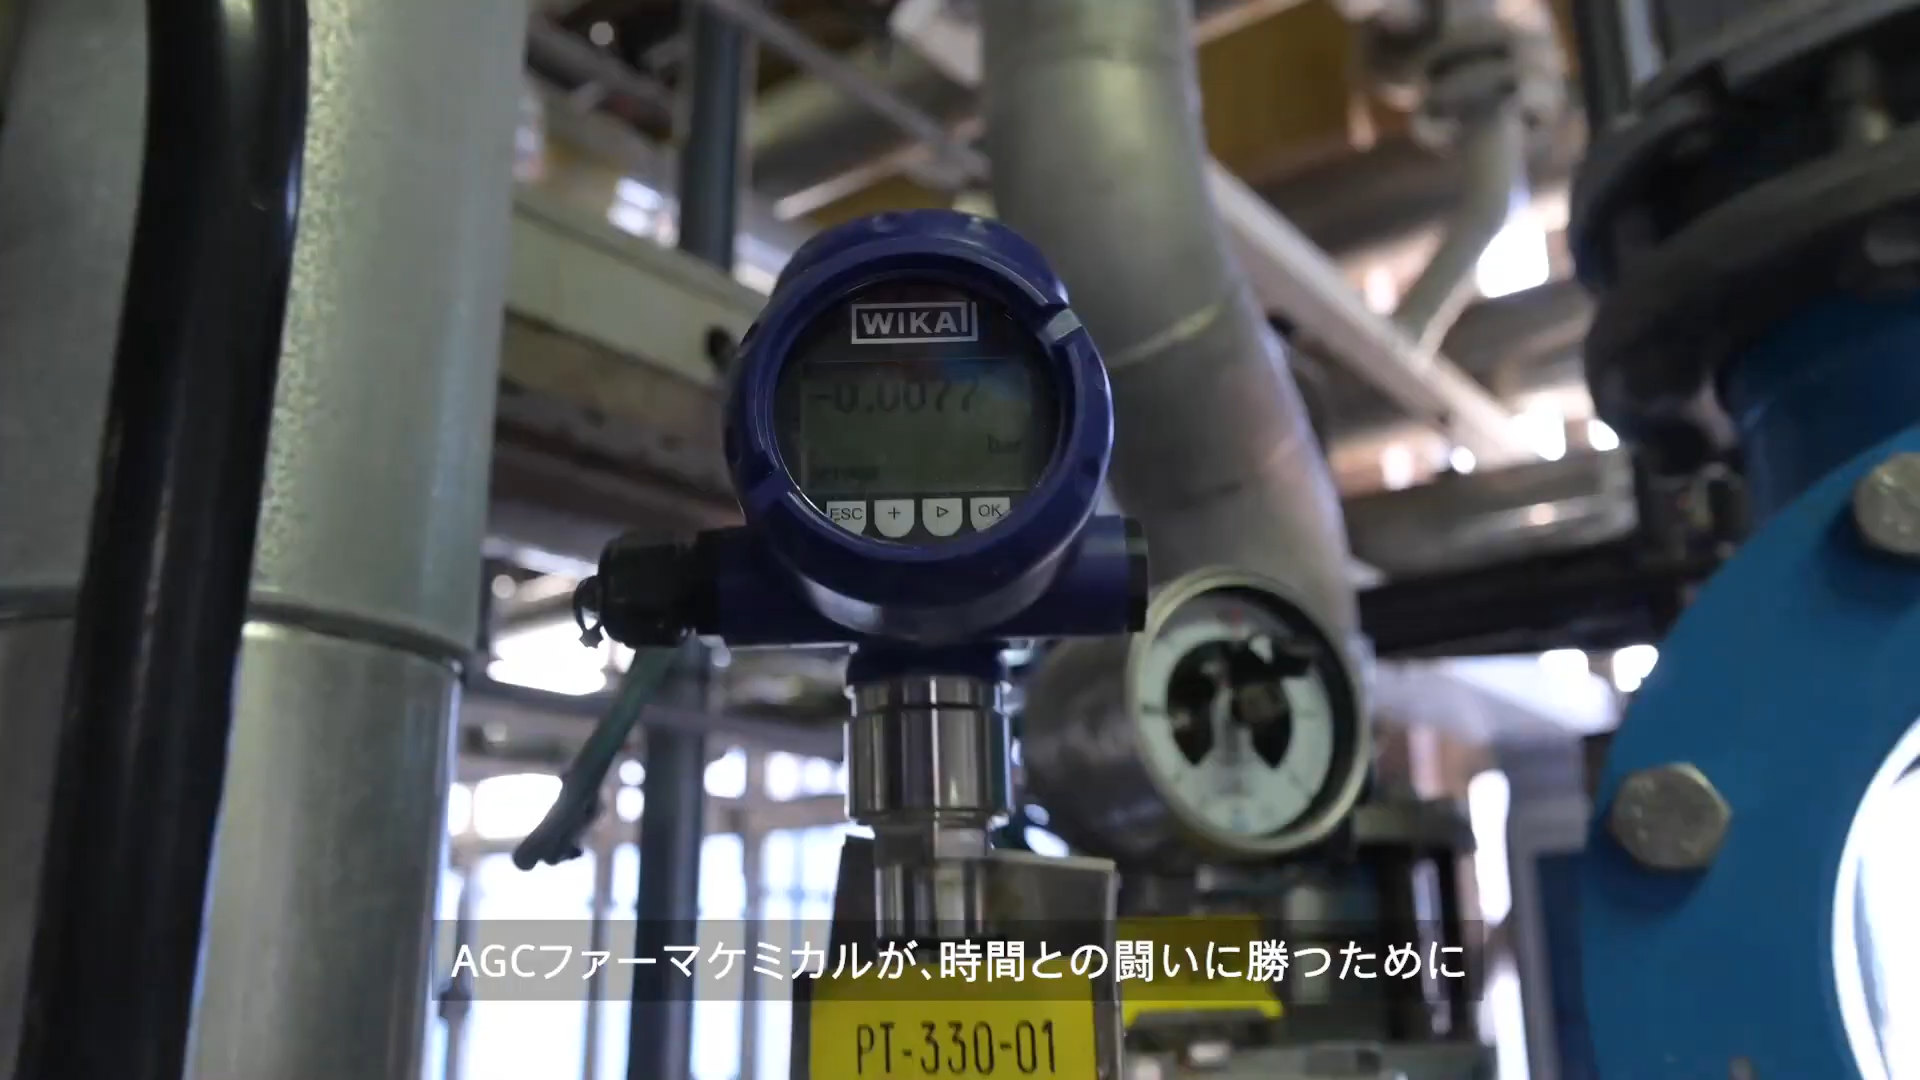 WIKA
-0.0077
bar
ESC + ▷ OK
AGCファーマケミカルが、時間との闘いに勝つために
PT-330-01